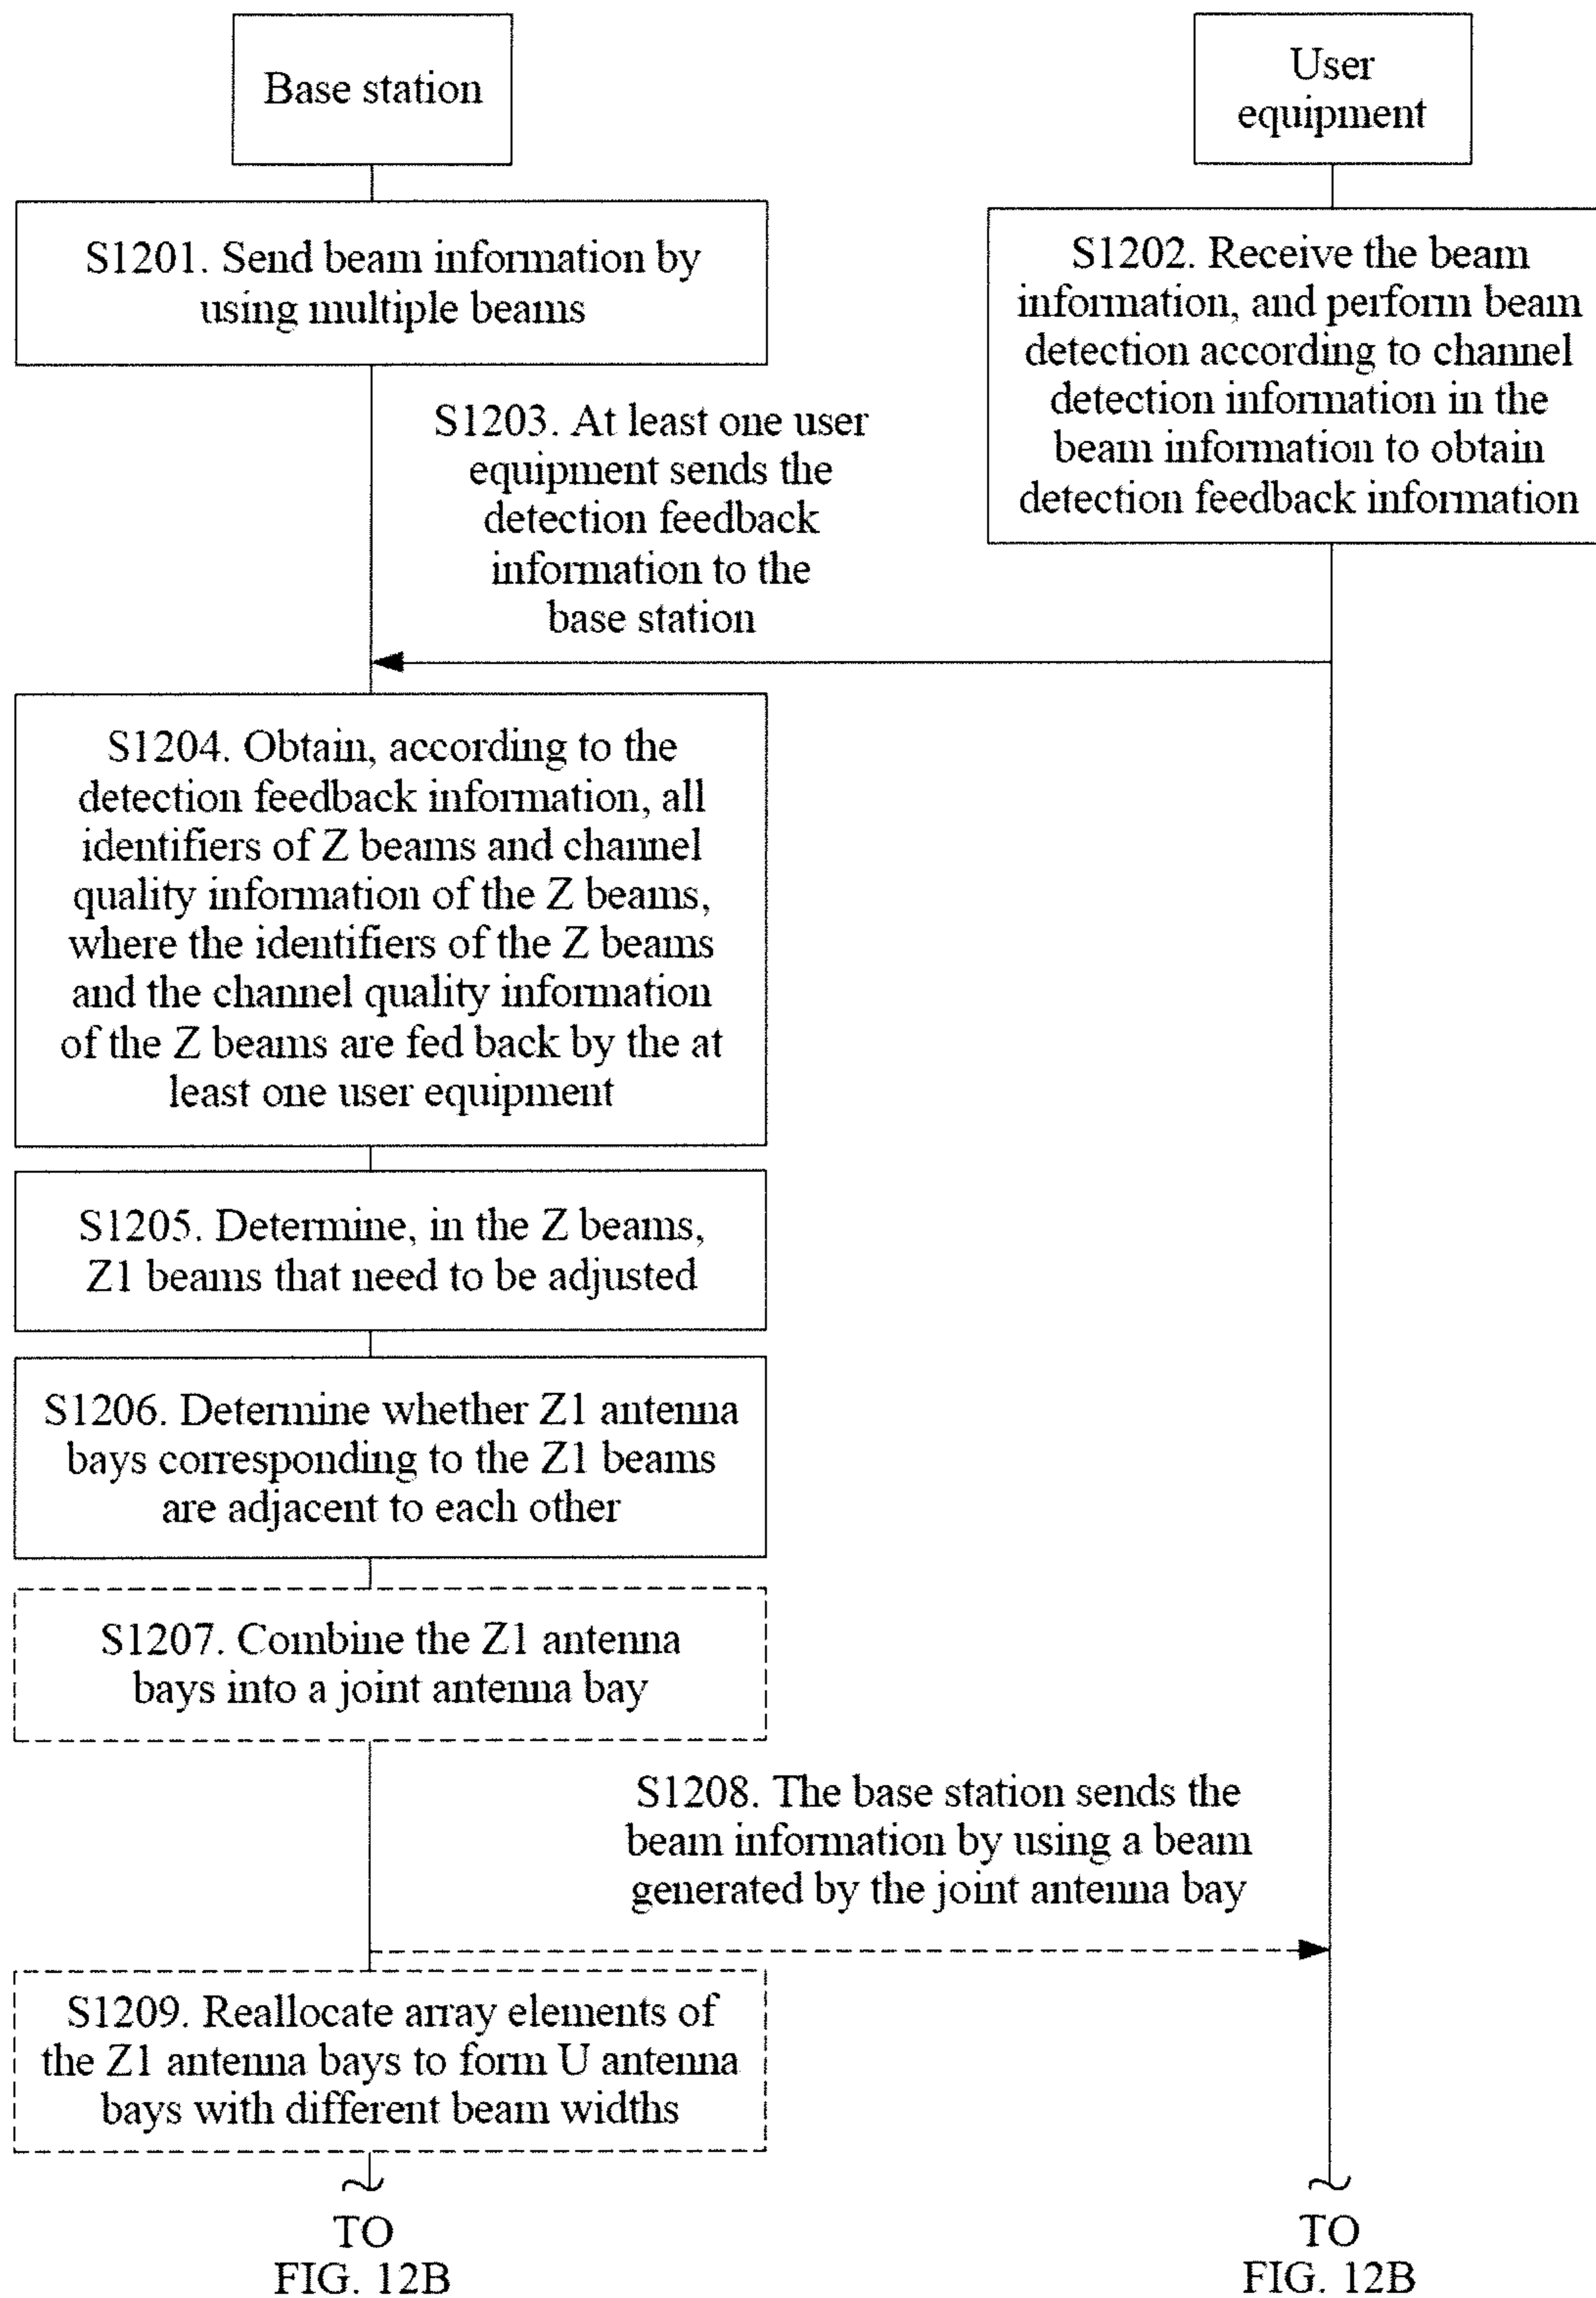 Base station
User
equipment
S1201. Send beam information by
using multiple beams
S1202. Receive the beam
information, and perform beam
detection according to channel
detection information in the
beam information to obtain
detection feedback information
S1203. At least one user
equipment sends the
detection feedback
information to the
base station
S1204. Obtain, according to the
detection feedback information, all
identifiers of Z beams and channel
quality information of the Z beams,
where the identifiers of the Z beams
and the channel quality information
of the Z beams are fed back by the at
least one user equipment
S1205. Determine, in the Z beams,
Z1 beams that need to be adjusted
S1206. Determine whether Z1 antenna
bays corresponding to the Z1 beams
are adjacent to each other
S1207. Combine the Z1 antenna
bays into a joint antenna bay
S1208. The base station sends the
beam information by using a beam
generated by the joint antenna bay
S1209. Reallocate array elements of
the Z1 antenna bays to form U antenna
bays with different beam widths
TO
FIG. 12B
TO
FIG. 12B